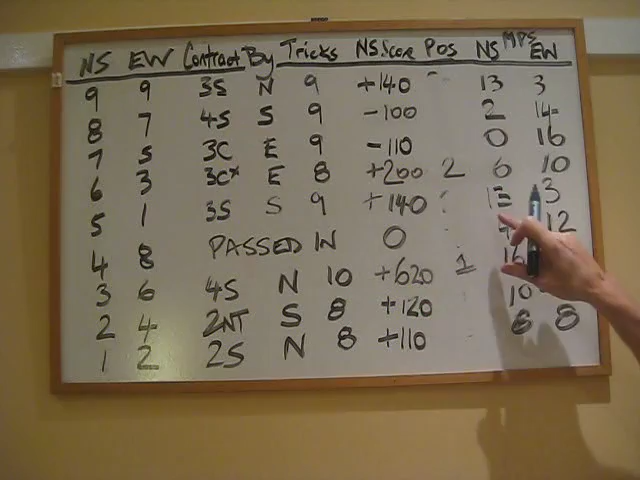 NS EW Contract By Tricks NS Score Pos NS MPS EW
9 9 3S N 9 +140 13 3
8 7 4S S 9 -100 2 14
7 5 3C E 9 -110 0 16
6 3 3C* E 8 +200 2 6 10
5 1 3S S 9 +140 13 3
4 8 PASSED IN 0 12
3 6 4S N 10 +620 1 16
2 4 2NT S 8 +120 10
1 2 2S N 8 +110 8 8